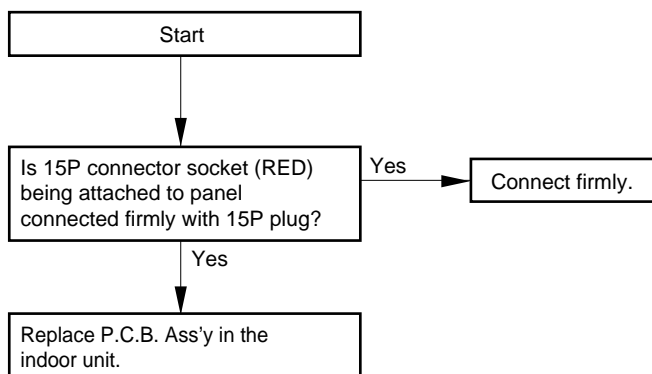 Start
Is 15P connector socket (RED)
being attached to panel
connected firmly with 15P plug?
Yes
Connect firmly.
Yes
Replace P.C.B. Ass'y in the
indoor unit.